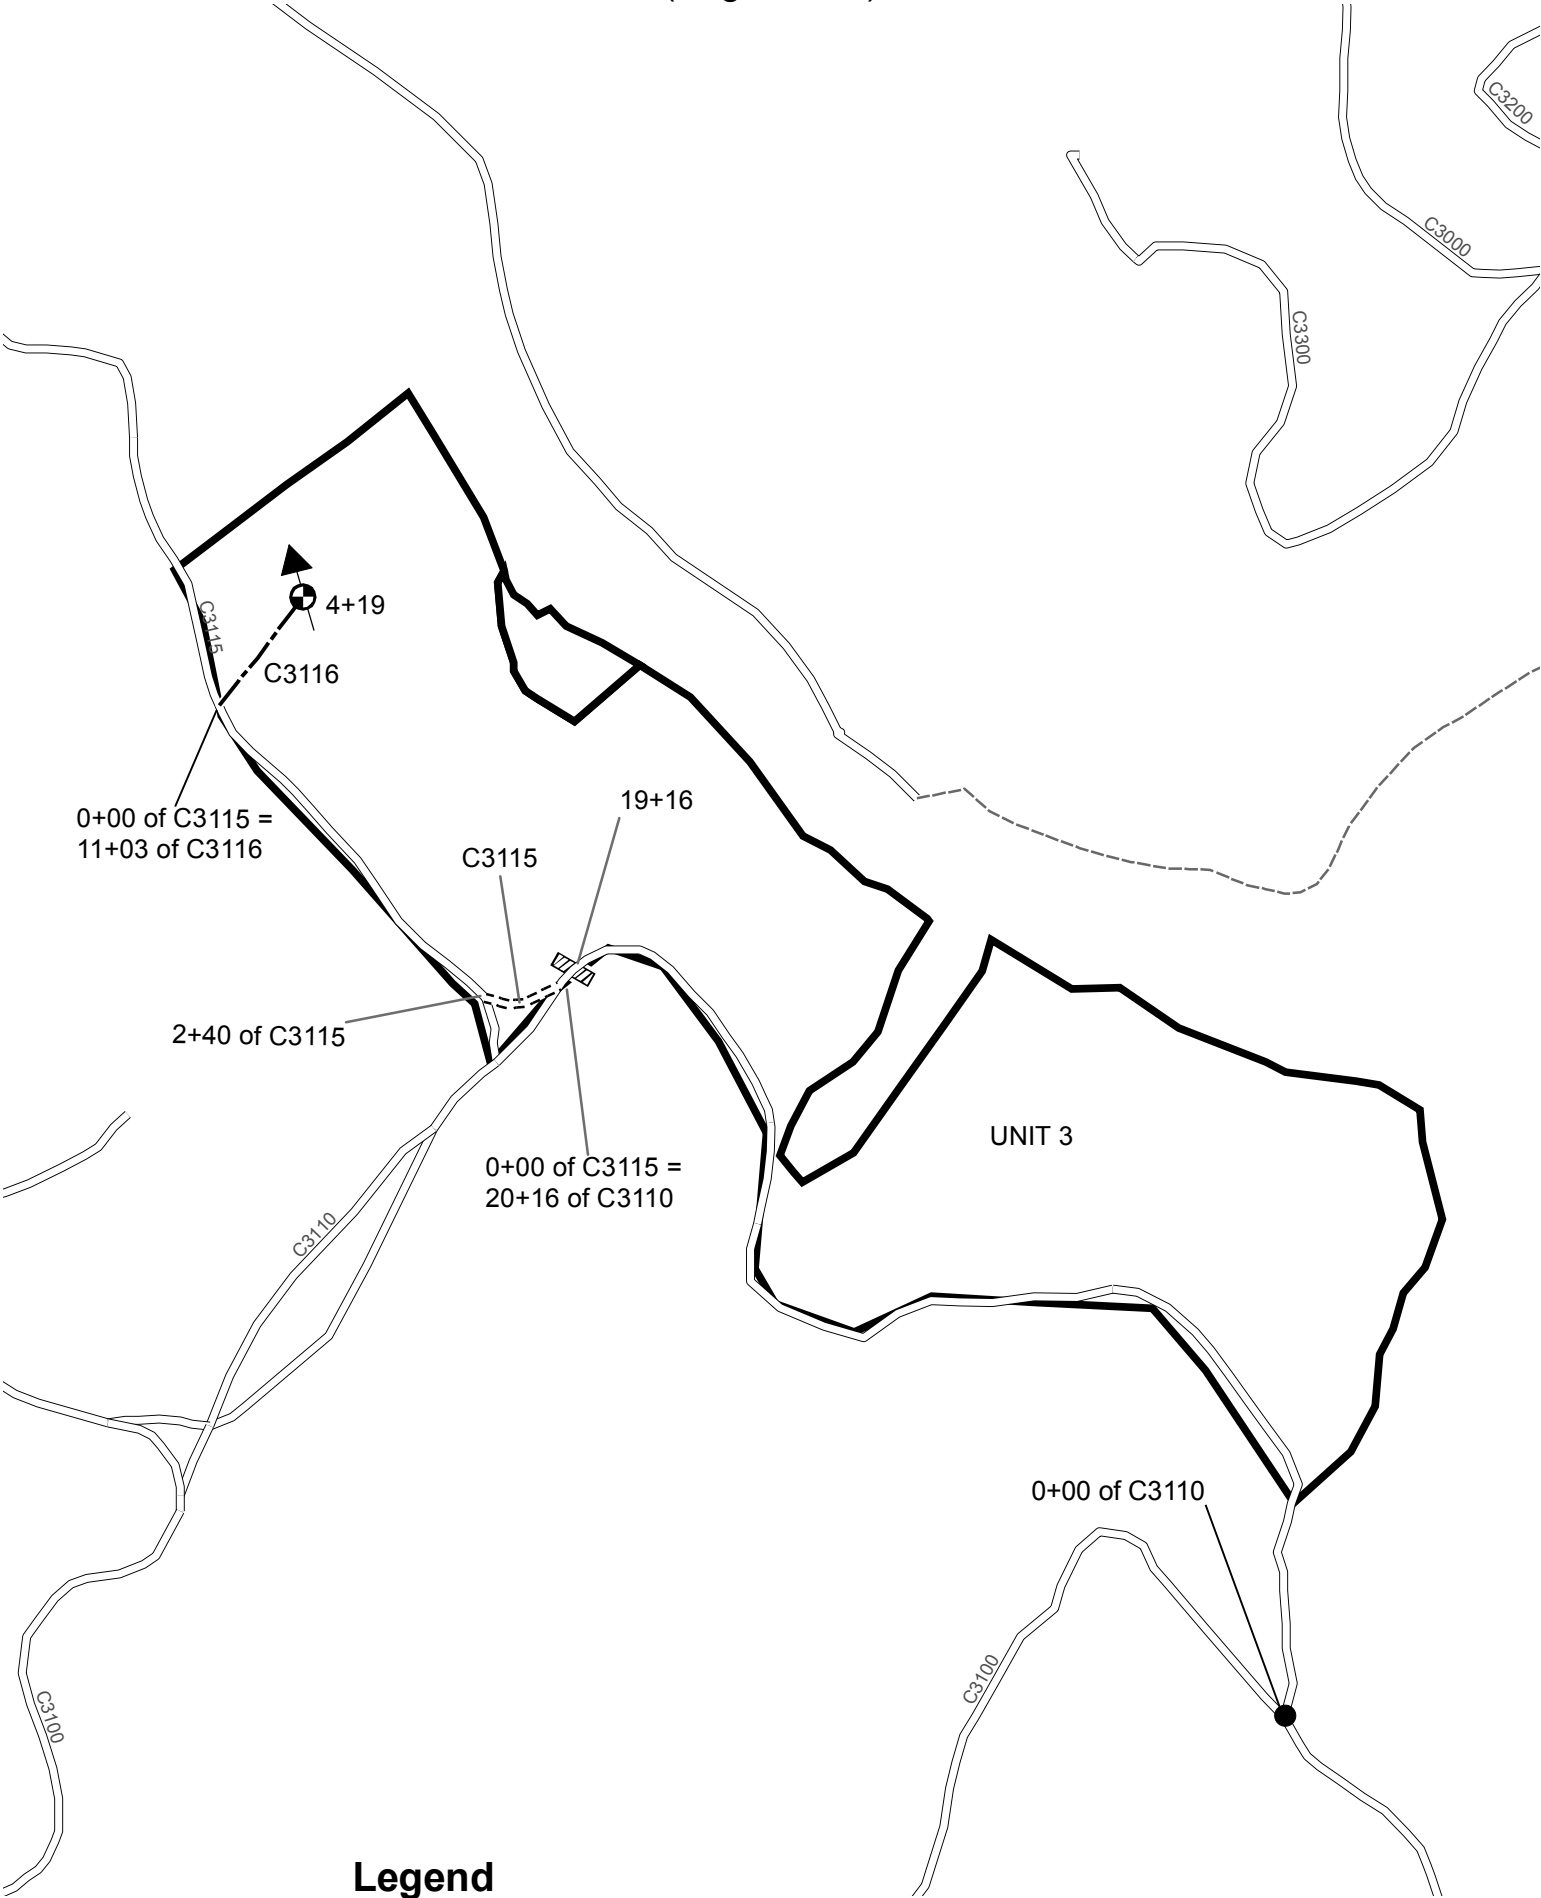 C3200
C3000
C3300
C3115
4+19
C3116
0+00 of C3115 =
11+03 of C3116
19+16
C3115
2+40 of C3115
UNIT 3
0+00 of C3115 =
20+16 of C3110
C3110
0+00 of C3110
C3100
C3100
Legend